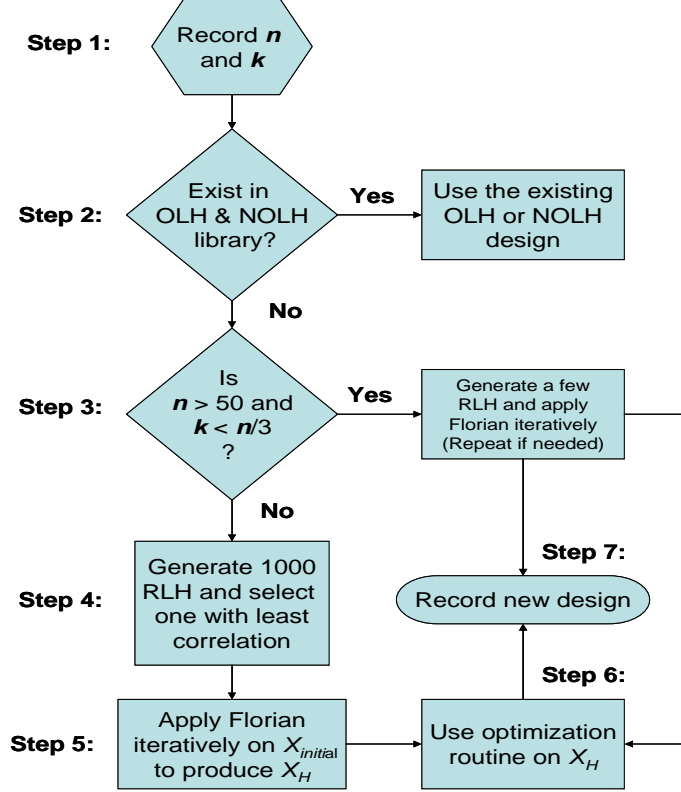 Step 1:
Record n
and k
Step 2:
Exist in
OLH & NOLH
library?
Yes
Use the existing
OLH or NOLH
design
No
Step 3:
Is
n > 50 and
k < n/3
?
Yes
Generate a few
RLH and apply
Florian iteratively
(Repeat if needed)
No
Step 4:
Generate 1000
RLH and select
one with least
correlation
Step 7:
Record new design
Step 5:
Apply Florian
iteratively on Xinitial
to produce XH
Step 6:
Use optimization
routine on XH